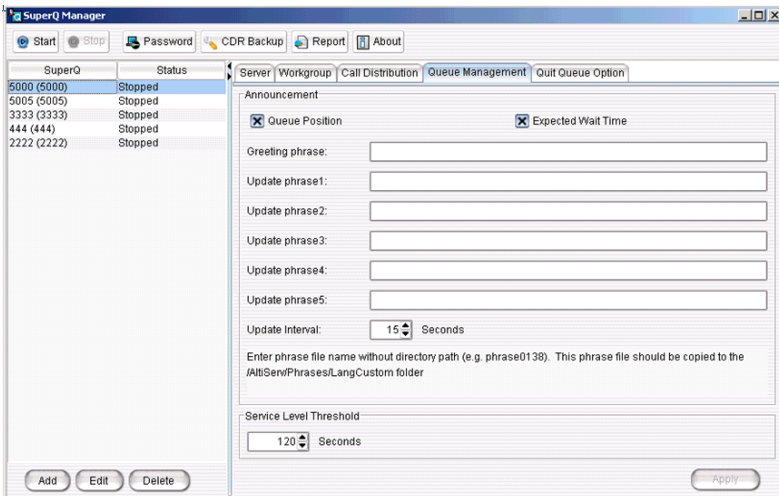 SuperQ Manager
Start Stop Password CDR Backup Report About
SuperQ Status
5000 (5000) Stopped
5005 (5005) Stopped
3333 (3333) Stopped
444 (444) Stopped
2222 (2222) Stopped
Add Edit Delete
Server Workgroup Call Distribution Queue Management Quit Queue Option
Announcement
Queue Position Expected Wait Time
Greeting phrase:
Update phrase1:
Update phrase2:
Update phrase3:
Update phrase4:
Update phrase5:
Update Interval: 15 Seconds
Enter phrase file name without directory path (e.g. phrase0138). This phrase file should be copied to the
/AltiServ/Phrases/LangCustom folder
Service Level Threshold
120 Seconds
Apply